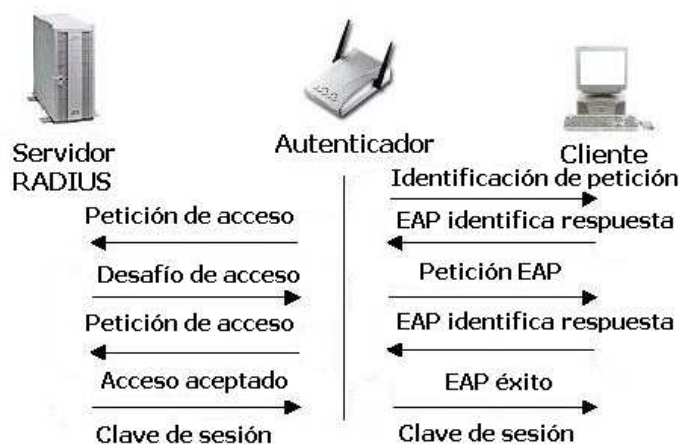 Servidor
RADIUS
Autenticador
Cliente
Identificación de petición
Petición de acceso
EAP identifica respuesta
Desafío de acceso
Petición EAP
Petición de acceso
EAP identifica respuesta
Acceso aceptado
EAP éxito
Clave de sesión
Clave de sesión